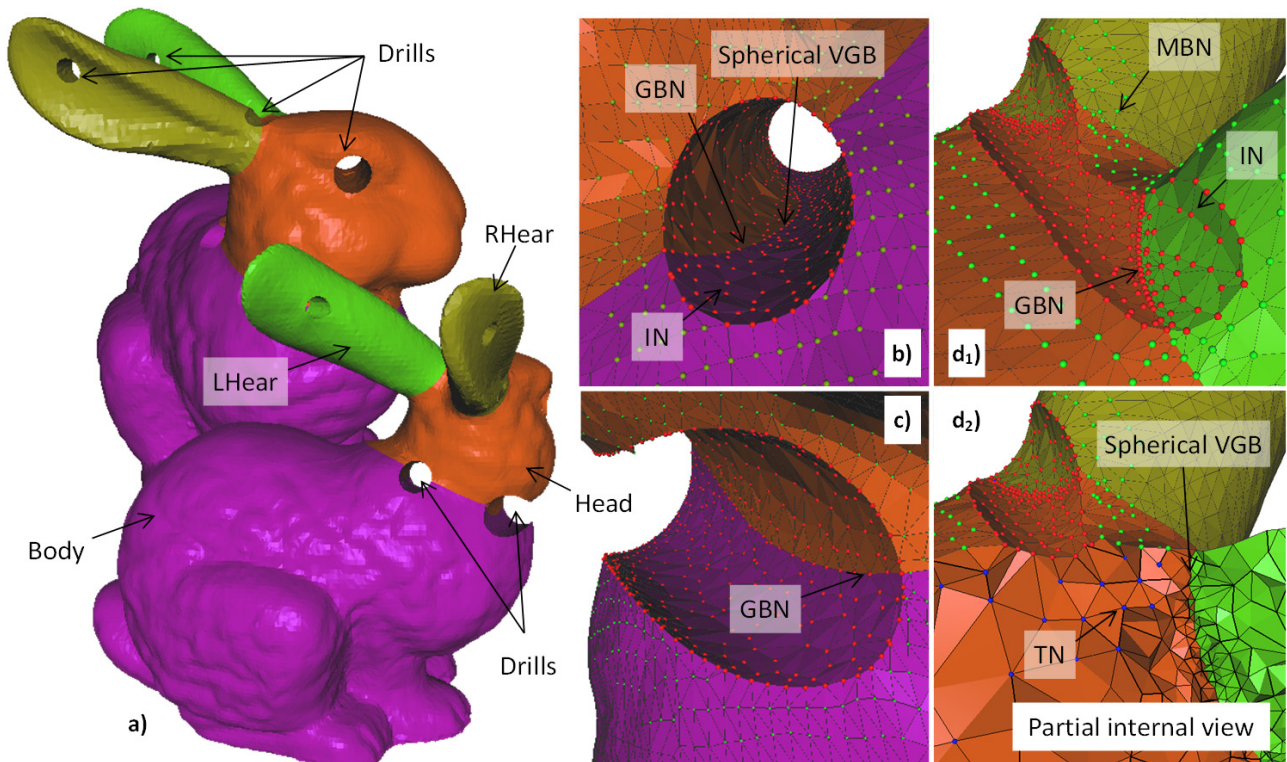 Drills
RHear
LHear
Head
Body
Drills
a)
Spherical VGB
GBN
IN
b)
c)
GBN
MBN
IN
GBN
d₁)
d₂)
Spherical VGB
TN
Partial internal view